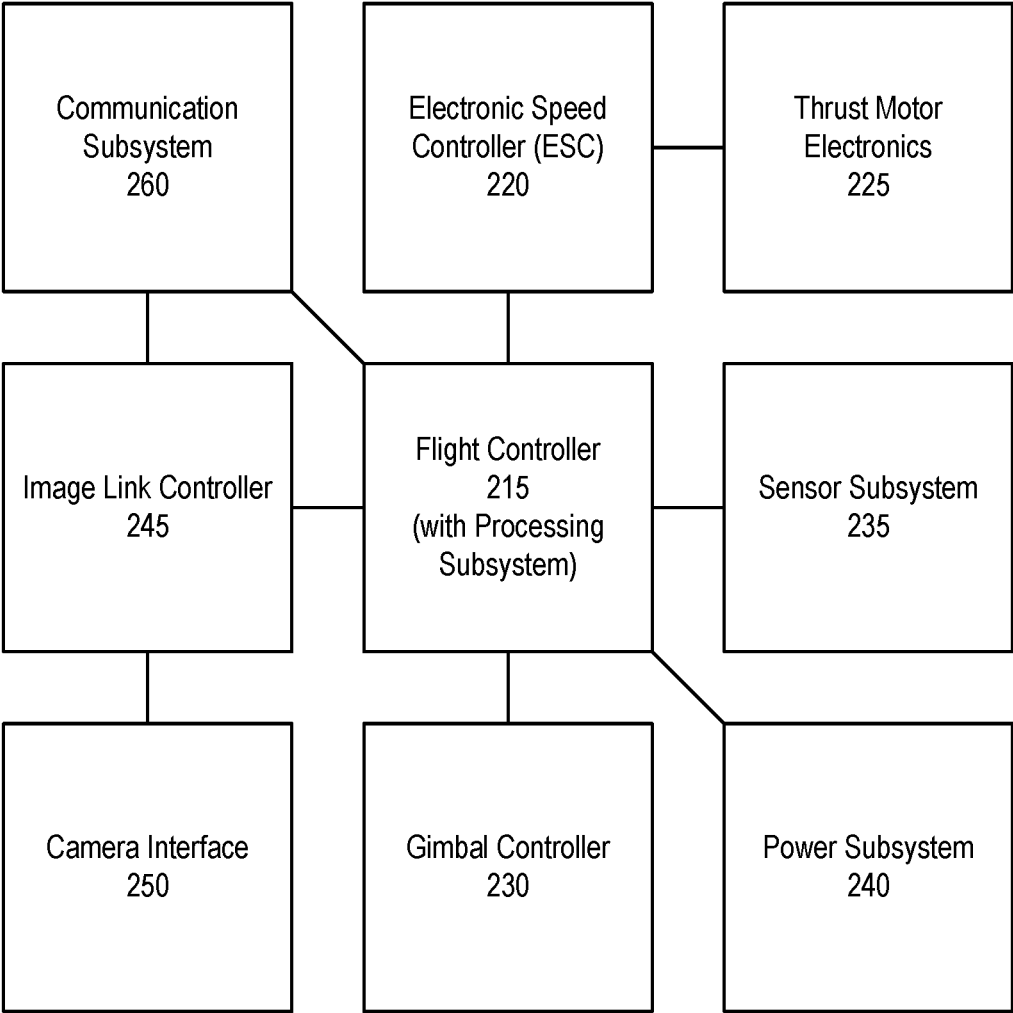 Communication
Subsystem
260
Electronic Speed
Controller (ESC)
220
Thrust Motor
Electronics
225
Image Link Controller
245
Flight Controller
215
(with Processing
Subsystem)
Sensor Subsystem
235
Camera Interface
250
Gimbal Controller
230
Power Subsystem
240